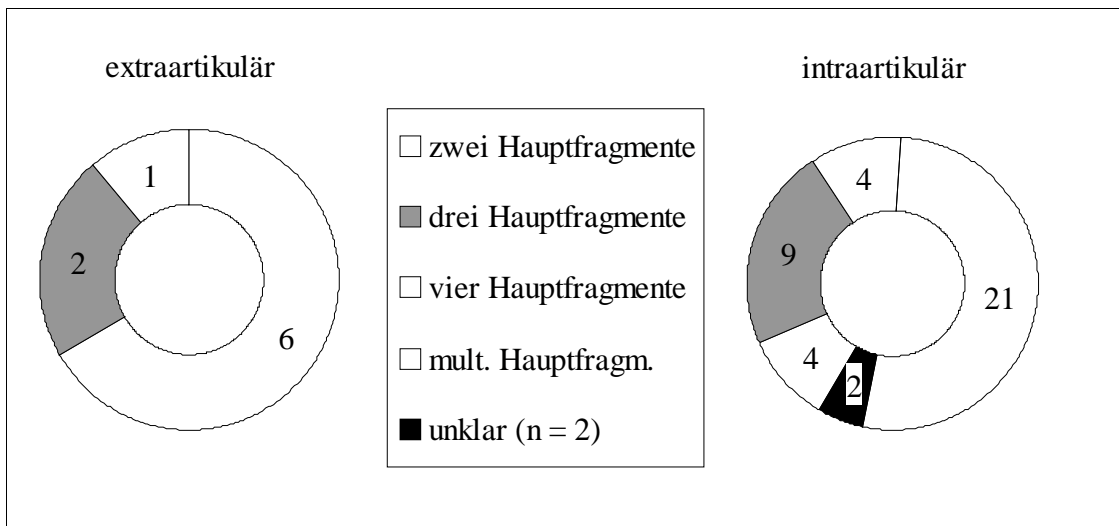 extraartikulär
1
2
6
zwei Hauptfragmente
drei Hauptfragmente
vier Hauptfragmente
mult. Hauptfragm.
unklar (n = 2)
intraartikulär
4
9
21
4
2